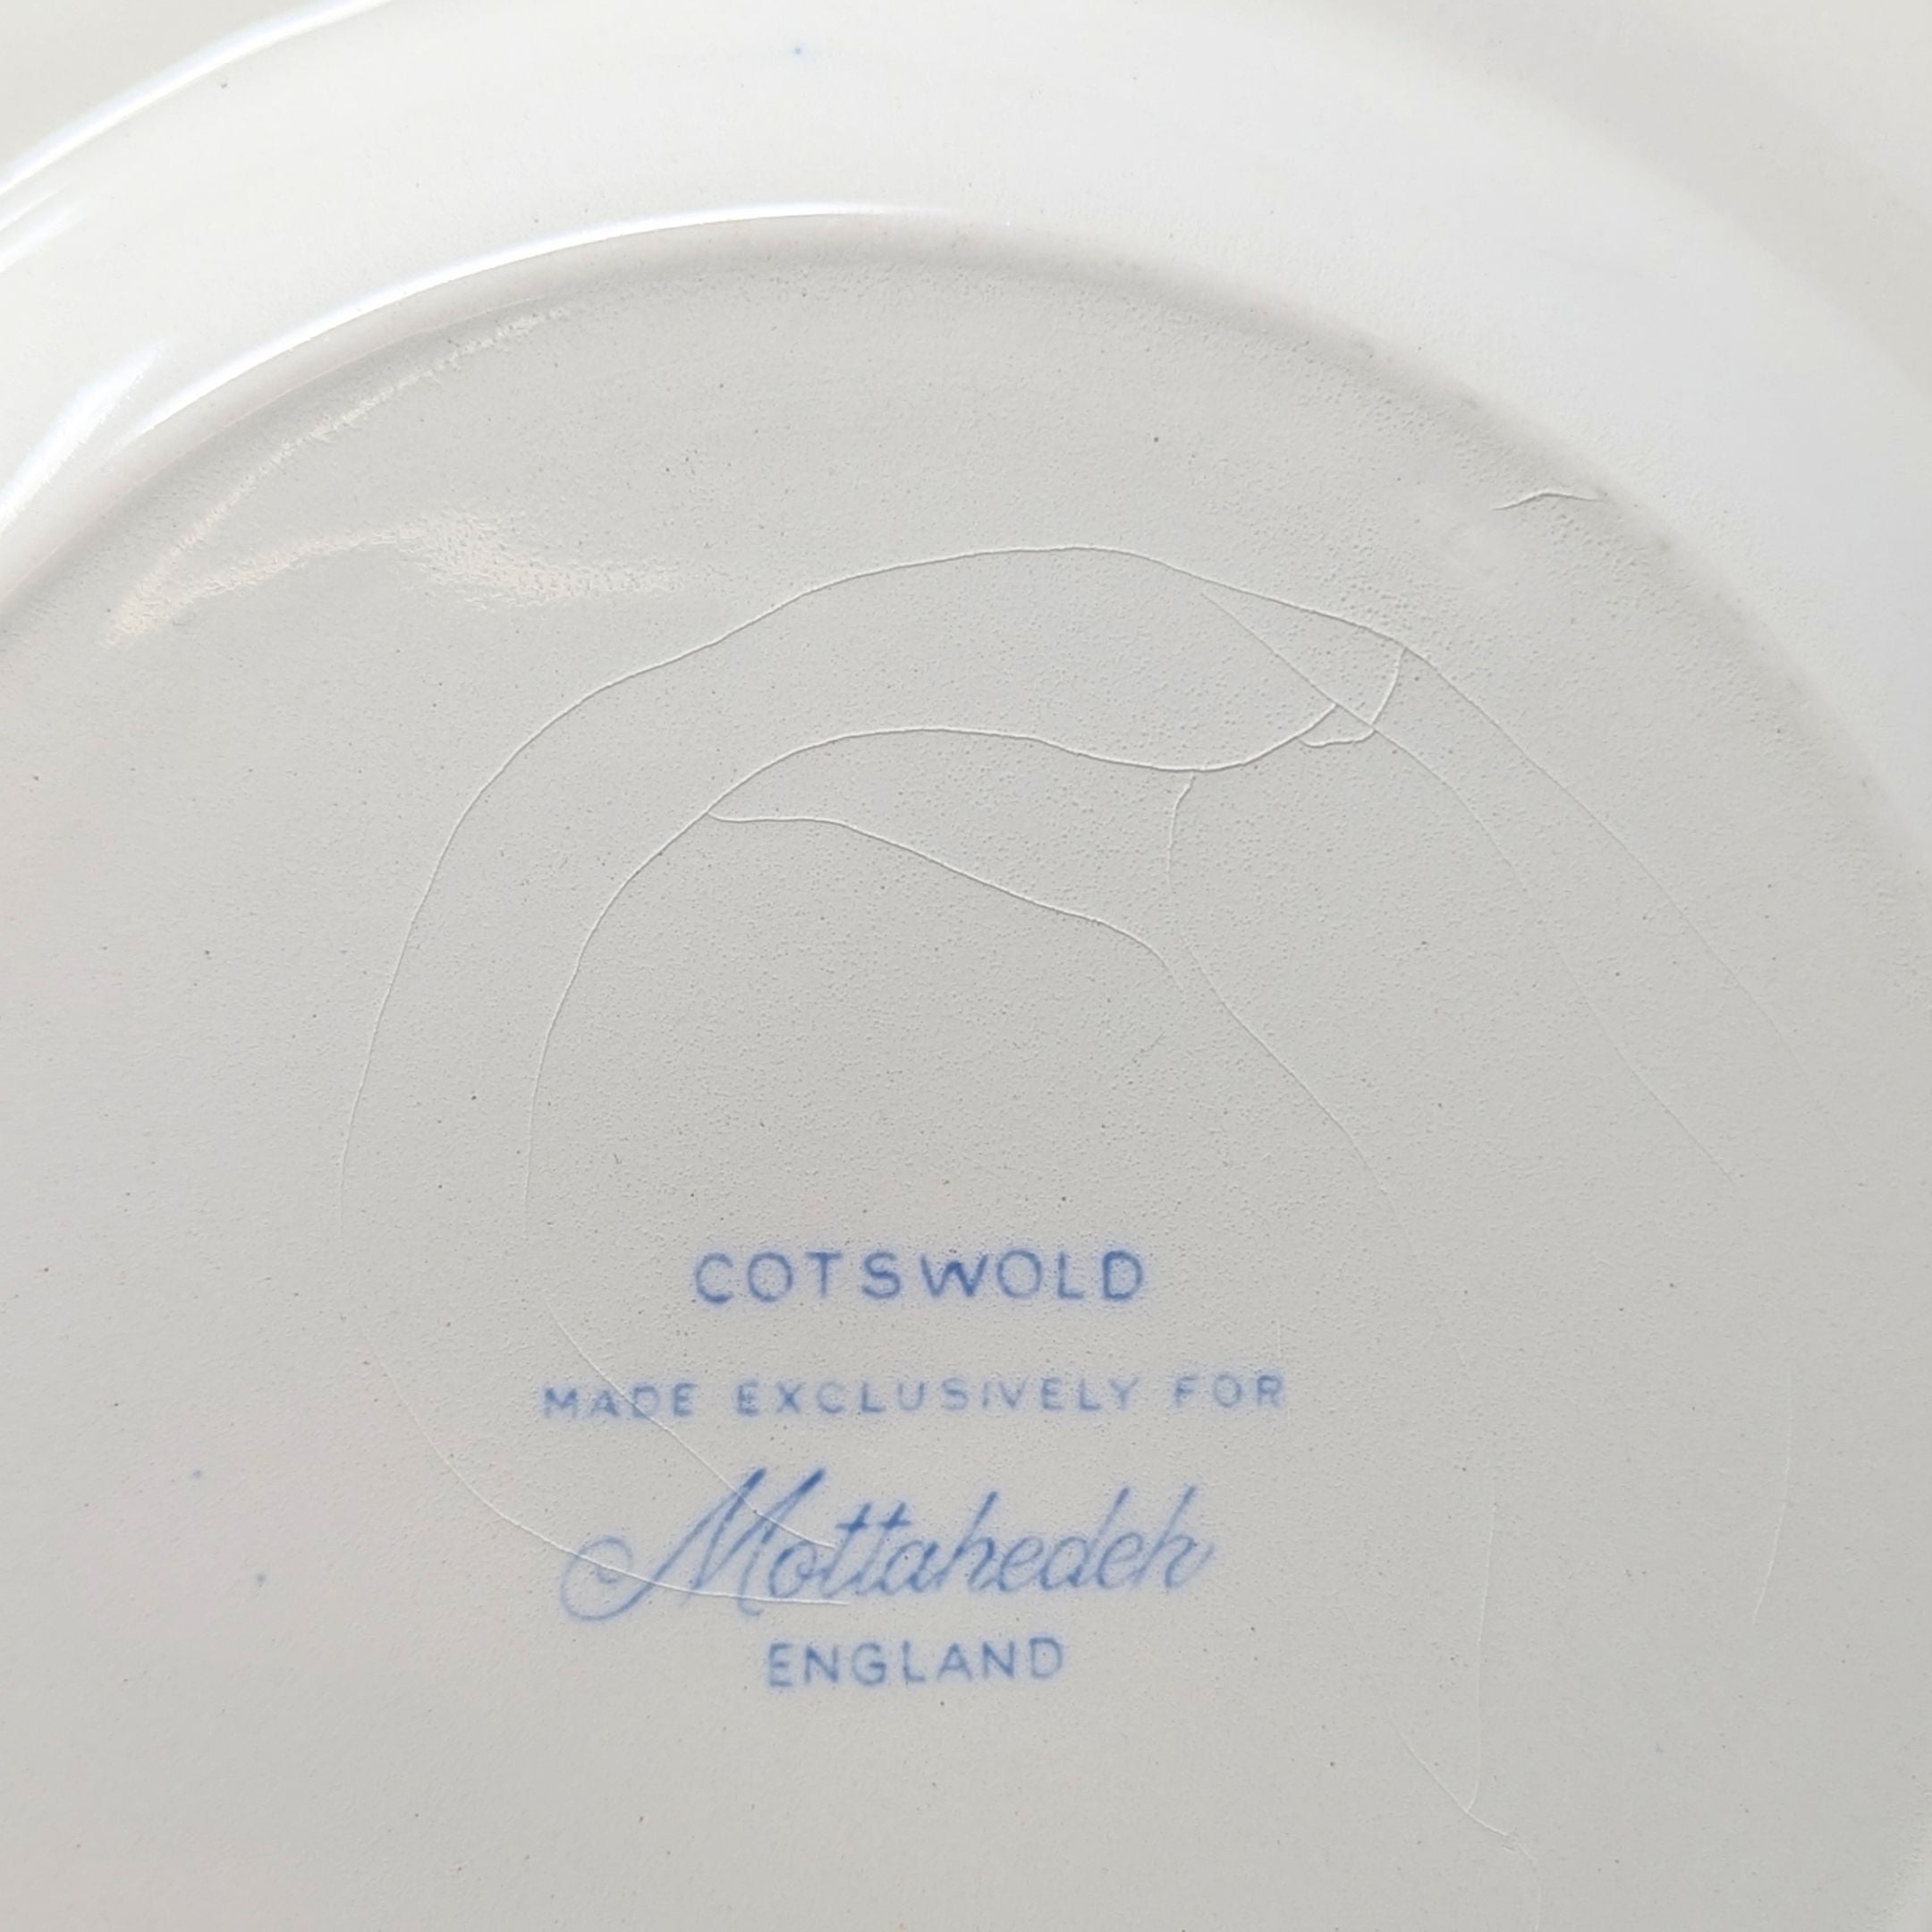 COTSWOLD
MADE EXCLUSIVELY FOR
Mottahedeh
ENGLAND